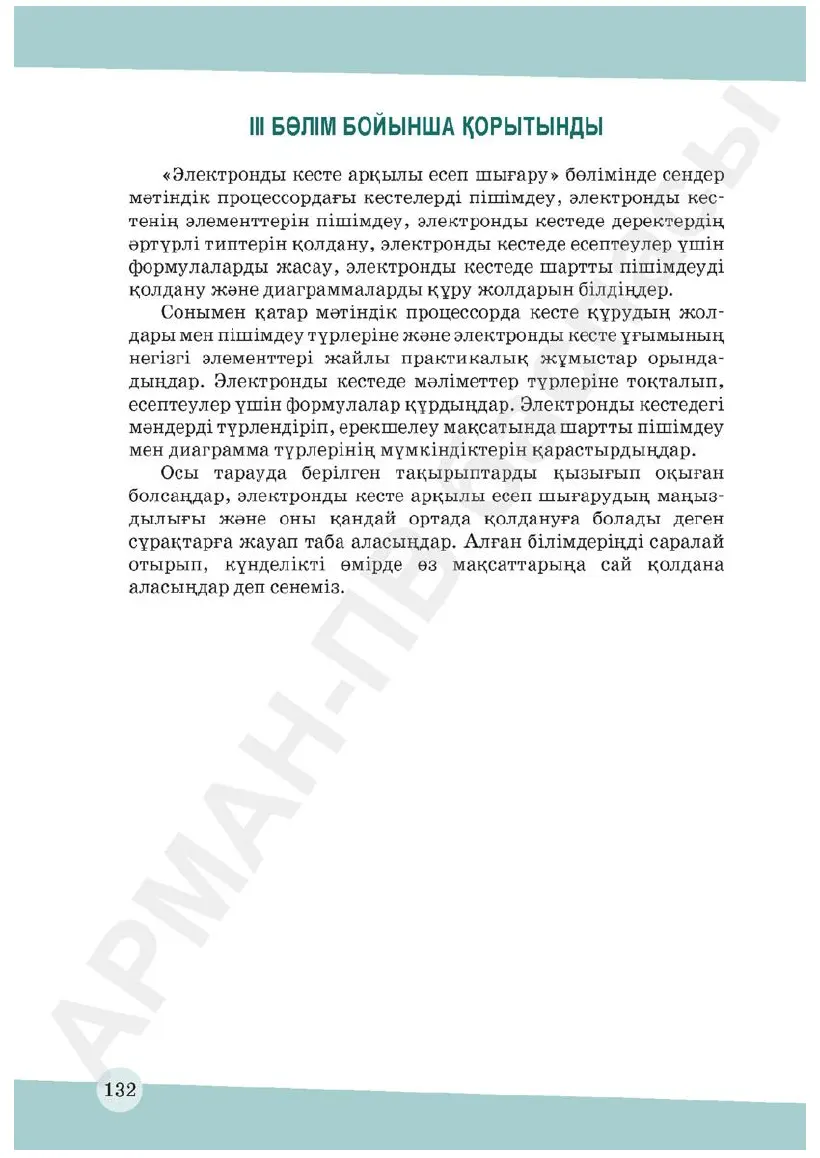 III БӨЛІМ БОЙЫНША ҚОРЫТЫНДЫ
«Электронды кесте арқылы есеп шығару» бөлімінде сендер
мәтіндік процессордағы кестелерді пішімдеу, электронды кес-
тенің элементтерін пішімдеу, электронды кестеде деректердің
әртүрлі типтерін қолдану, электронды кестеде есептеулер үшін
формулаларды жасау, электронды кестеде шартты пішімдеуді
қолдану және диаграммаларды құру жолдарын білдіңдер.
Сонымен қатар мәтіндік процессорда кесте құрудың жол-
дары мен пішімдеу түрлеріне және электронды кесте ұғымының
негізгі элементтері жайлы практикалық жұмыстар орында-
дыңдар. Электронды кестеде мәліметтер түрлеріне тоқталып,
есептеулер үшін формулалар құрдыңдар. Электронды кестедегі
мәндерді түрлендіріп, ерекшелеу мақсатында шартты пішімдеу
мен диаграмма түрлерінің мүмкіндіктерін қарастырдыңдар.
Осы тарауда берілген тақырыптарды қызығып оқыған
болсаңдар, электронды кесте арқылы есеп шығарудың маңыз-
дылығы және оны қандай ортада қолдануға болады деген
сұрақтарға жауап таба аласыңдар. Алған білімдеріңді саралай
отырып, күнделікті өмірде өз мақсаттарыңа сай қолдана
аласыңдар деп сенеміз.
АРМАН-ПВ баспасы
132